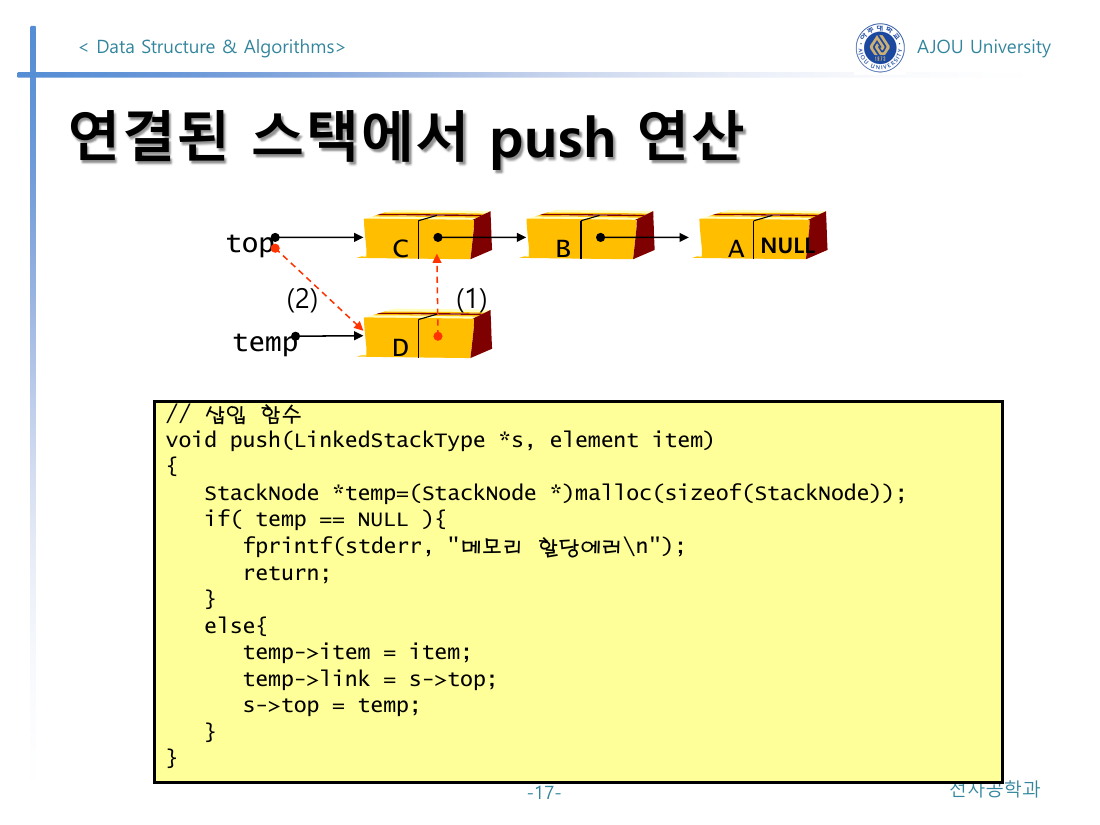 < Data Structure & Algorithms>
AJOU University
연결된 스택에서 push 연산
top
C
B
A
NULL
(2)
(1)
temp
D
// 삽입 함수
void push(LinkedStackType *s, element item)
{
StackNode *temp=(StackNode *)malloc(sizeof(StackNode));
if( temp == NULL ){
fprintf(stderr, "메모리 할당에러\n");
return;
}
else{
temp->item = item;
temp->link = s->top;
s->top = temp;
}
}
-17-
전자공학과